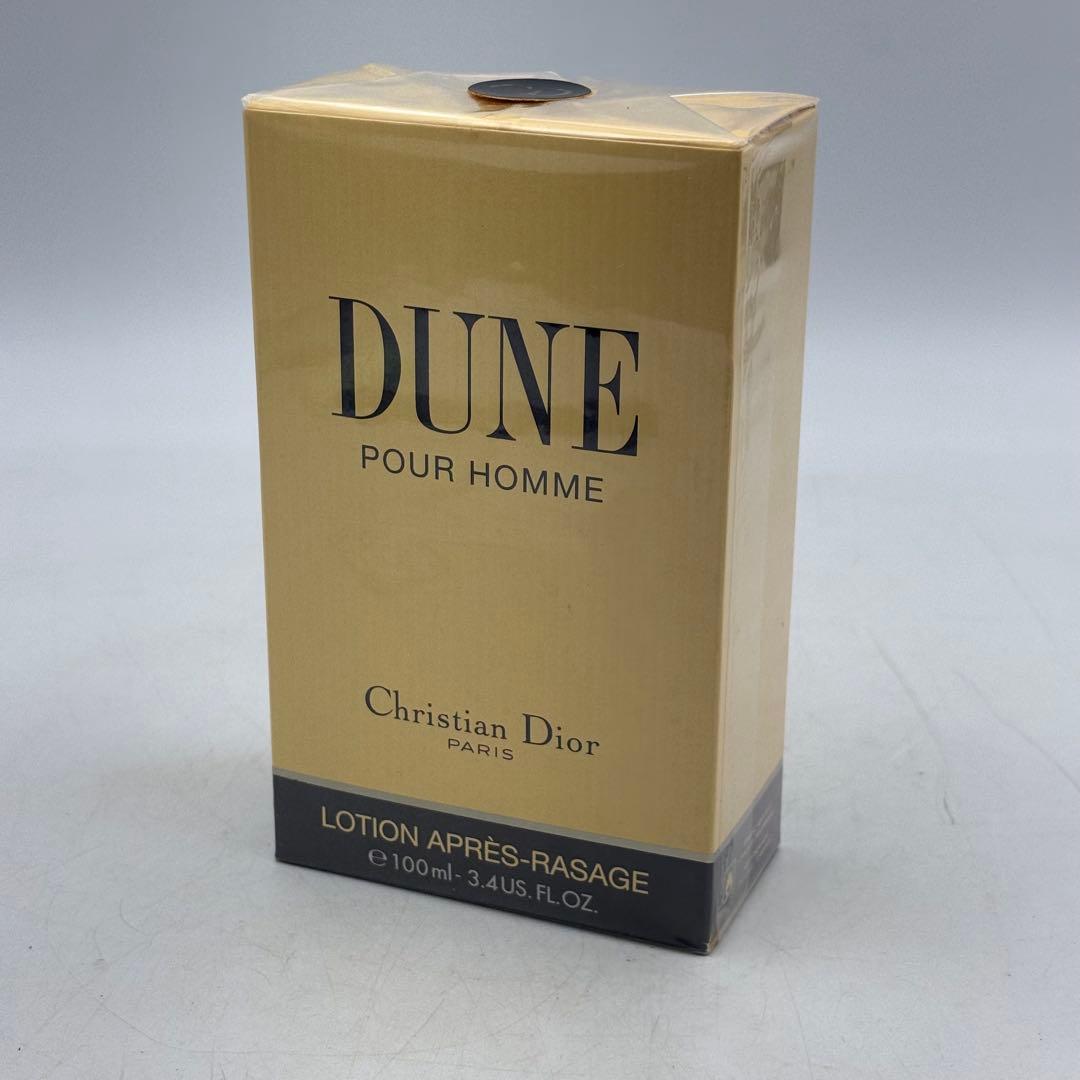 DUNE
POUR HOMME
Christian Dior
PARIS
LOTION APRÈS-RASAGE
℮100ml- 3.4US.FL.OZ.